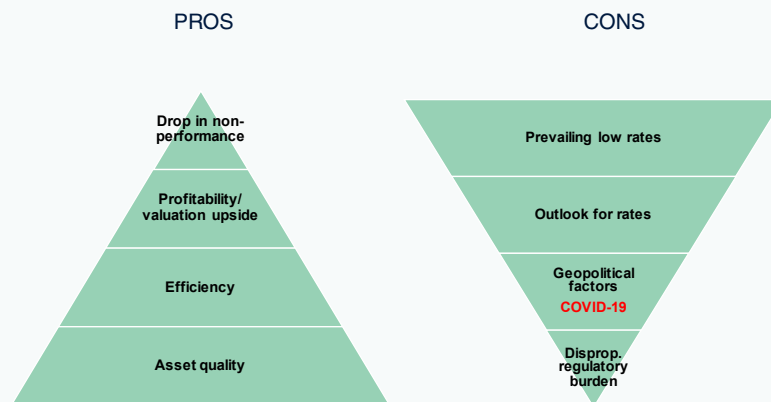 PROS
Drop in non-
performance
Profitability/
valuation upside
Efficiency
Asset quality
CONS
Prevailing low rates
Outlook for rates
Geopolitical
factors
COVID-19
Disprop.
regulatory
burden